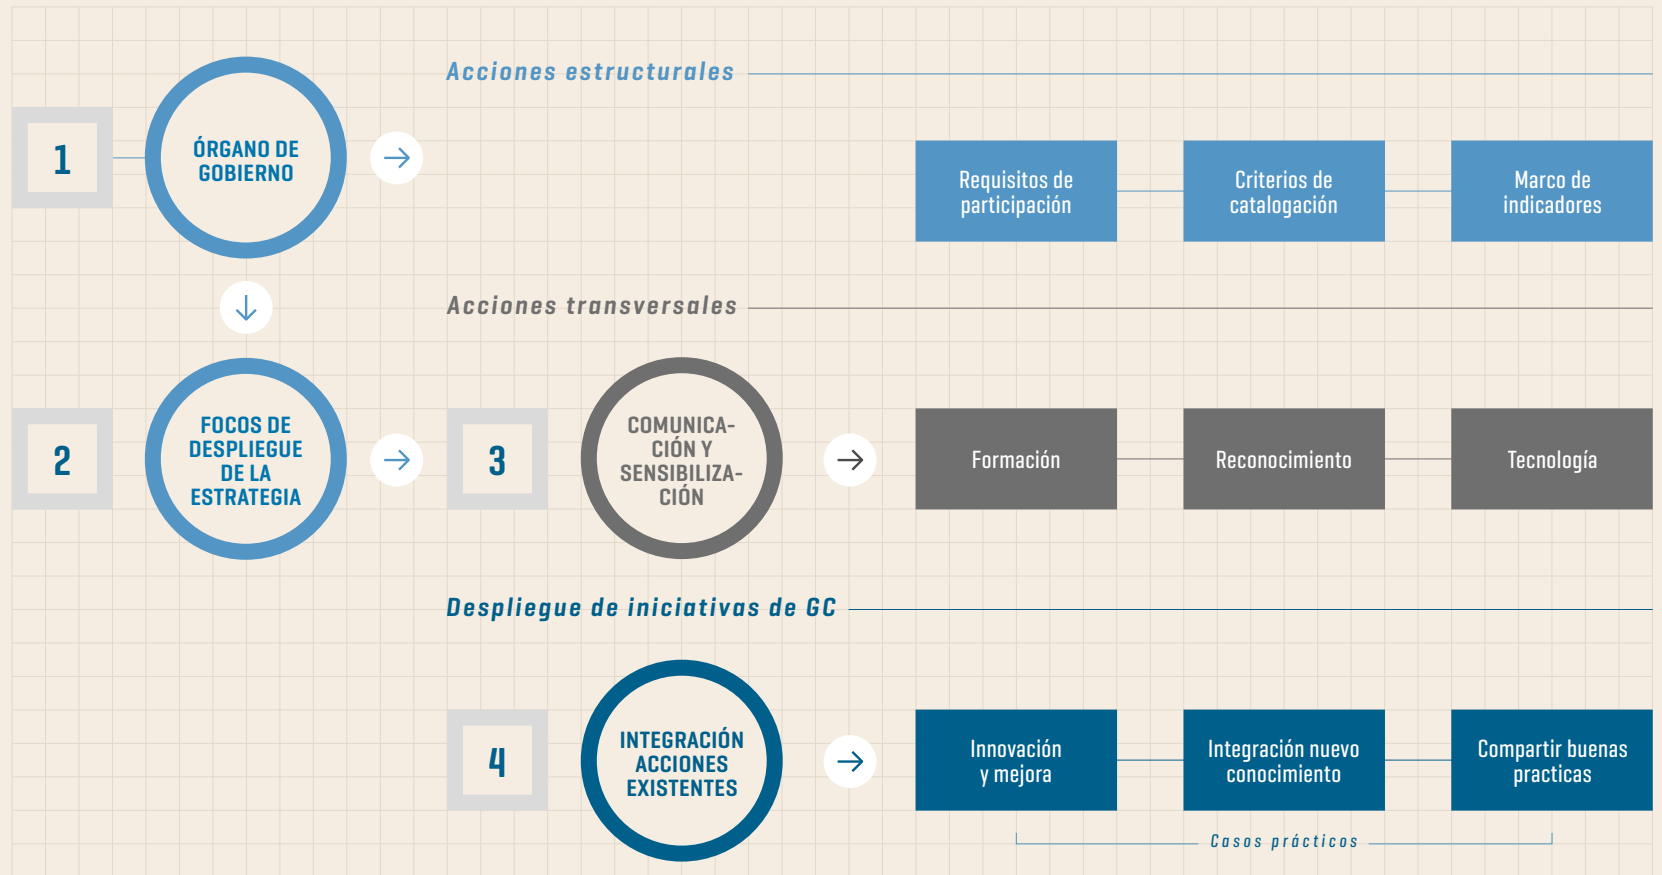 Acciones estructurales
1
ÓRGANO DE
GOBIERNO
Requisitos de
participación
Criterios de
catalogación
Marco de
indicadores
Acciones transversales
2
FOCOS DE
DESPLIEGUE
DE LA
ESTRATEGIA
3
COMUNICA-
CIÓN Y
SENSIBILIZA-
CIÓN
Formación
Reconocimiento
Tecnología
Despliegue de iniciativas de GC
4
INTEGRACIÓN
ACCIONES
EXISTENTES
Innovación
y mejora
Integración nuevo
conocimiento
Compartir buenas
practicas
Casos prácticos